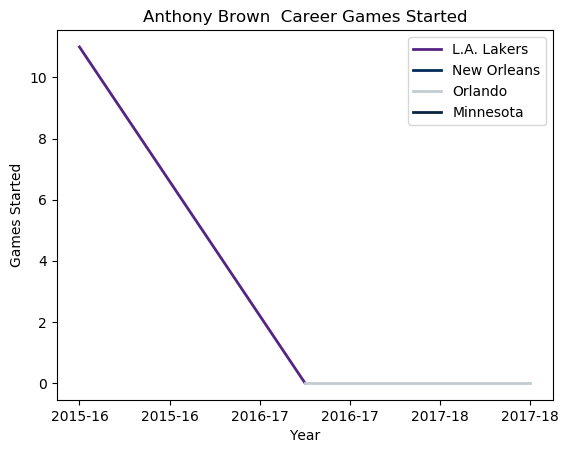 Anthony Brown  Career Games Started
L.A. Lakers
New Orleans
Orlando
Minnesota
10
8
6
4
2
0
Games Started
2015-16 2015-16 2016-17 2016-17 2017-18 2017-18
Year